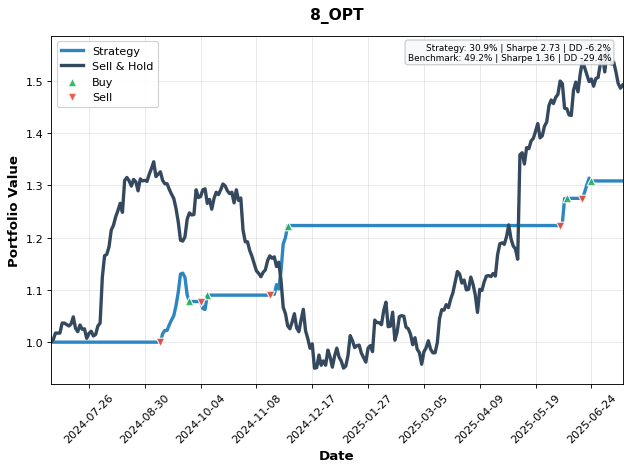 8_OPT
Strategy
Sell & Hold
Buy
Sell
Strategy: 30.9% | Sharpe 2.73 | DD -6.2%
Benchmark: 49.2% | Sharpe 1.36 | DD -29.4%
Portfolio Value
1.5
1.4
1.3
1.2
1.1
1.0
2024-07-26
2024-08-30
2024-10-04
2024-11-08
2024-12-17
2025-01-27
2025-03-05
2025-04-09
2025-05-19
2025-06-24
Date